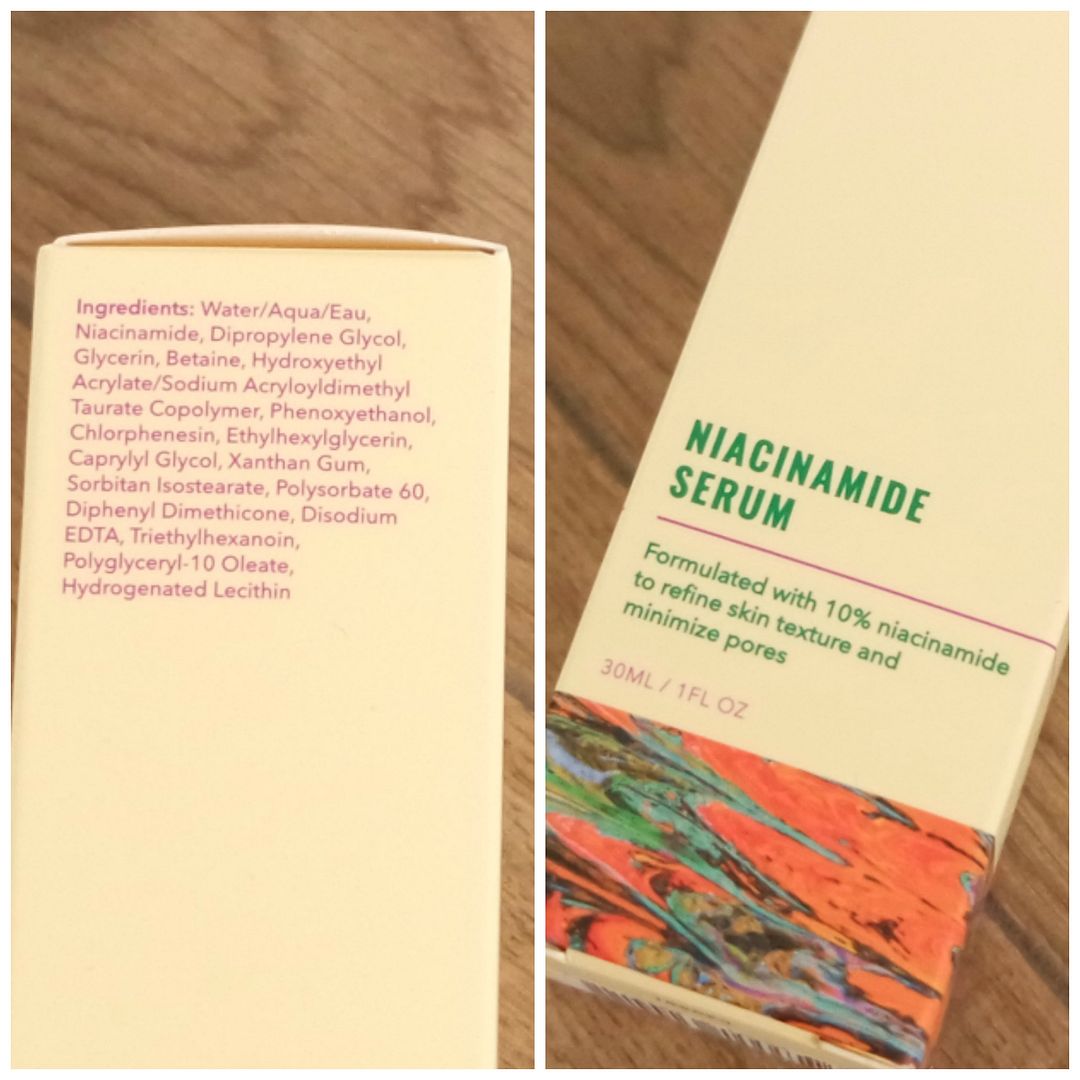 Ingredients: Water/Aqua/Eau,
Niacinamide, Dipropylene Glycol,
Glycerin, Betaine, Hydroxyethyl
Acrylate/Sodium Acryloyldimethyl
Taurate Copolymer, Phenoxyethanol,
Chlorphenesin, Ethylhexylglycerin,
Caprylyl Glycol, Xanthan Gum,
Sorbitan Isostearate, Polysorbate 60,
Diphenyl Dimethicone, Disodium
EDTA, Triethylhexanoin,
Polyglyceryl-10 Oleate,
Hydrogenated Lecithin
NIACINAMIDE
SERUM
Formulated with 10% niacinamide
to refine skin texture and
minimize pores
30ML / 1FL OZ